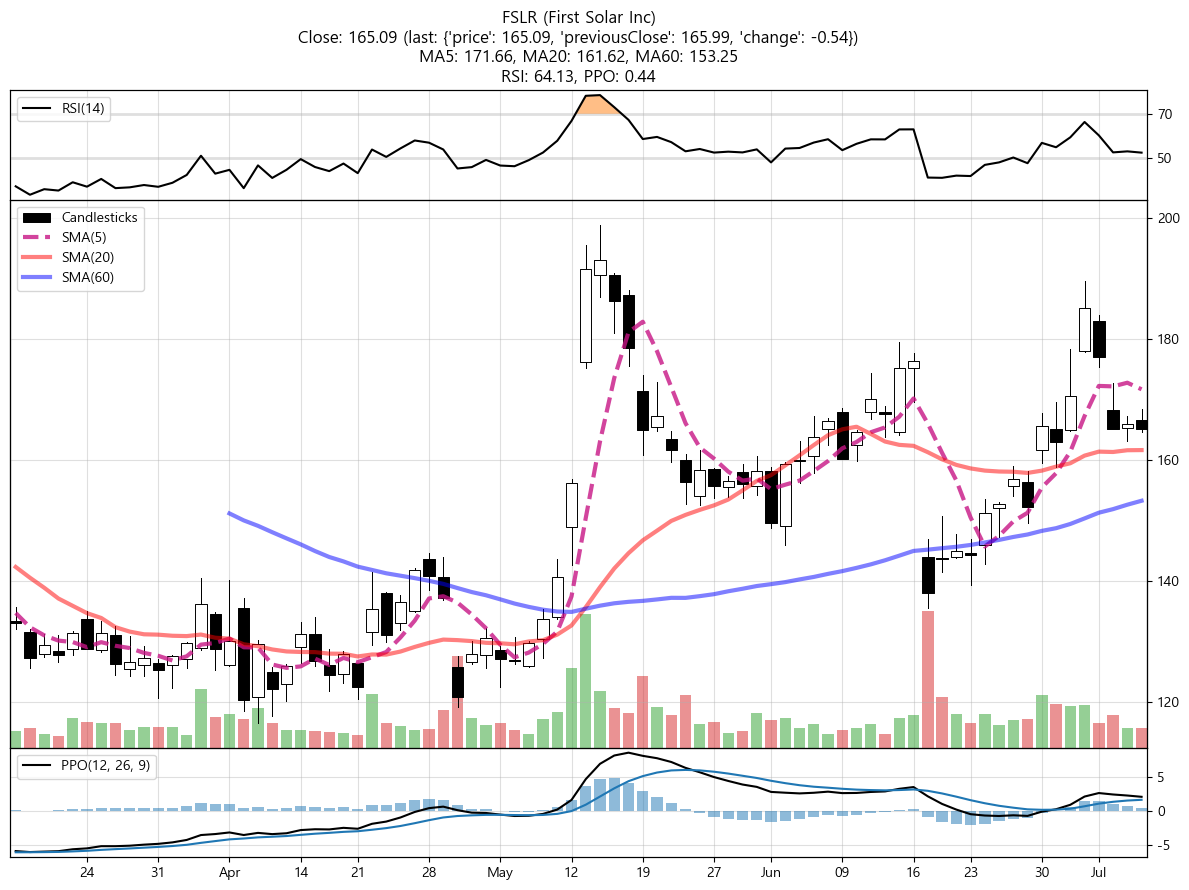 FSLR (First Solar Inc)
Close: 165.09 (last: {'price': 165.09, 'previousClose': 165.99, 'change': -0.54})
MA5: 171.66, MA20: 161.62, MA60: 153.25
RSI: 64.13, PPO: 0.44
RSI(14)
70
50
Candlesticks
SMA(5)
SMA(20)
SMA(60)
200
180
160
140
120
PPO(12, 26, 9)
5
0
-5
24 31 Apr 14 21 28 May 12 19 27 Jun 09 16 23 30 Jul